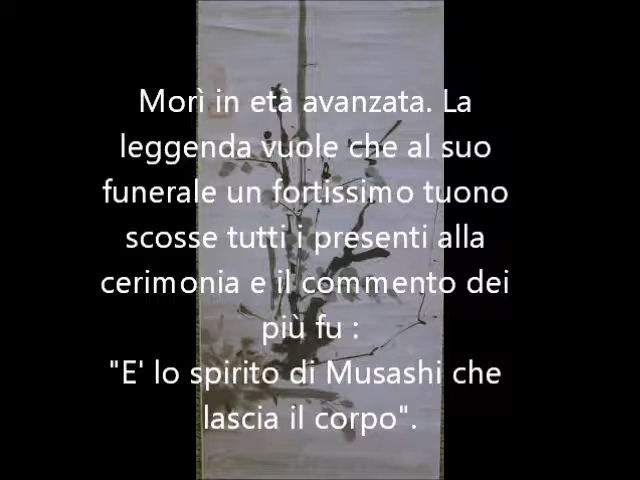 Morì in età avanzata. La
leggenda vuole che al suo
funerale un fortissimo tuono
scosse tutti i presenti alla
cerimonia e il commento dei
più fu :
"E' lo spirito di Musashi che
lascia il corpo".